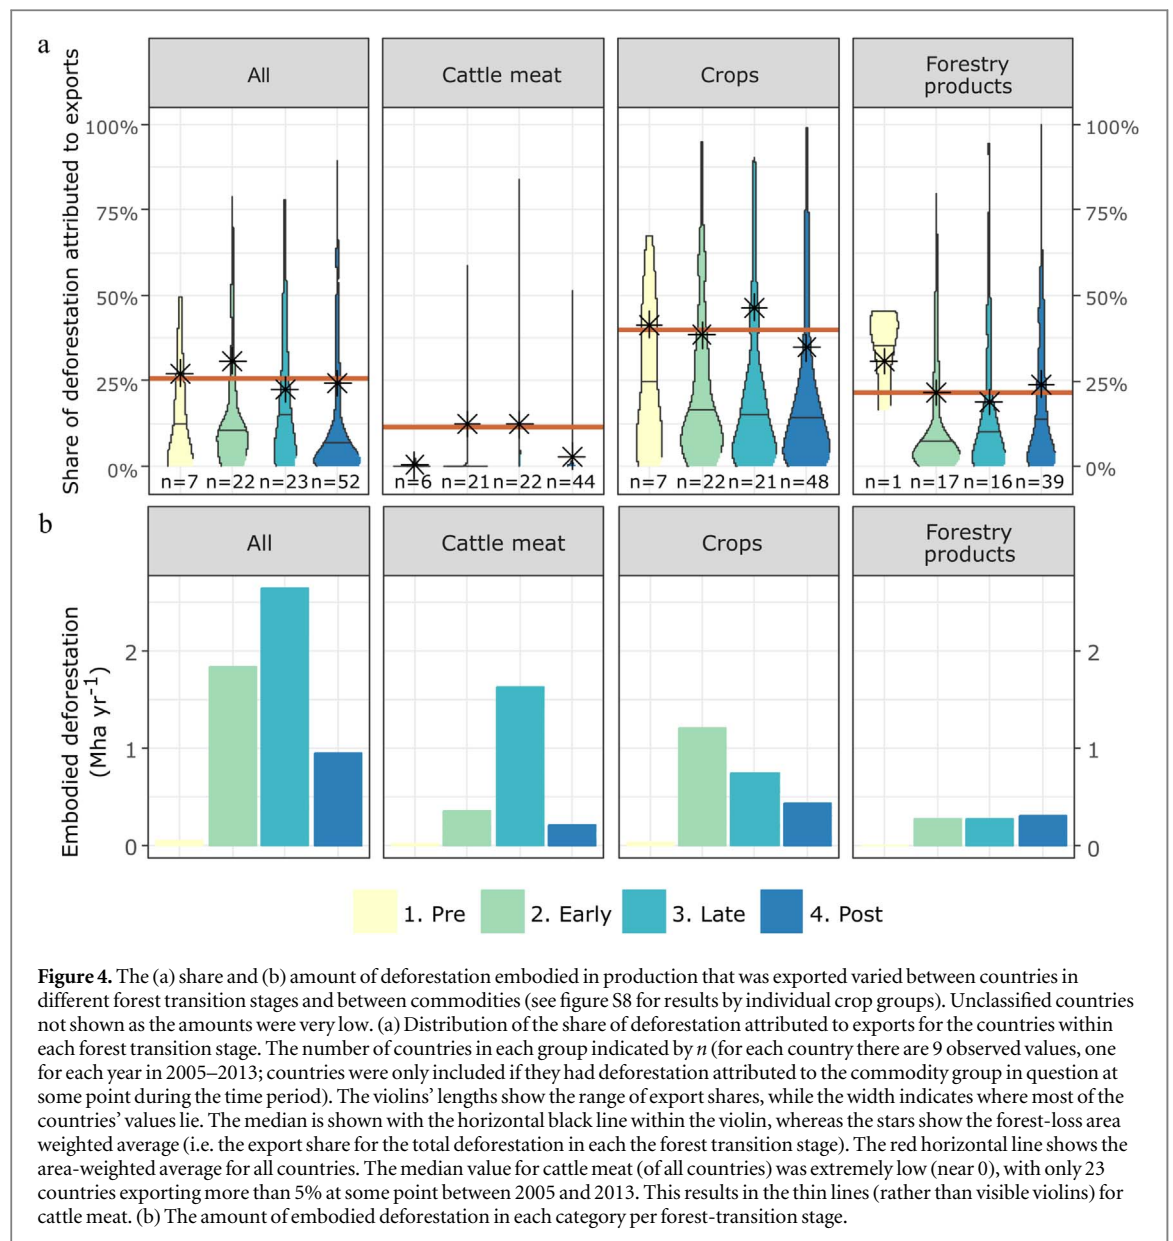 a
All
Cattle meat
Crops
Forestry
products
Share of deforestation attributed to exports
100%
75%
50%
25%
0%
100%
75%
50%
25%
0%
n=7 n=22 n=23 n=52
n=6 n=21 n=22 n=44
n=7 n=22 n=21 n=48
n=1 n=17 n=16 n=39
b
All
Cattle meat
Crops
Forestry
products
Embodied deforestation
(Mha yr-1)
2
1
0
2
1
0
1. Pre 2. Early 3. Late 4. Post
Figure 4. The (a) share and (b) amount of deforestation embodied in production that was exported varied between countries in
different forest transition stages and between commodities (see figure S8 for results by individual crop groups). Unclassified countries
not shown as the amounts were very low. (a) Distribution of the share of deforestation attributed to exports for the countries within
each forest transition stage. The number of countries in each group indicated by n (for each country there are 9 observed values, one
for each year in 2005–2013; countries were only included if they had deforestation attributed to the commodity group in question at
some point during the time period). The violins' lengths show the range of export shares, while the width indicates where most of the
countries' values lie. The median is shown with the horizontal black line within the violin, whereas the stars show the forest-loss area
weighted average (i.e. the export share for the total deforestation in each the forest transition stage). The red horizontal line shows the
area-weighted average for all countries. The median value for cattle meat (of all countries) was extremely low (near 0), with only 23
countries exporting more than 5% at some point between 2005 and 2013. This results in the thin lines (rather than visible violins) for
cattle meat. (b) The amount of embodied deforestation in each category per forest-transition stage.